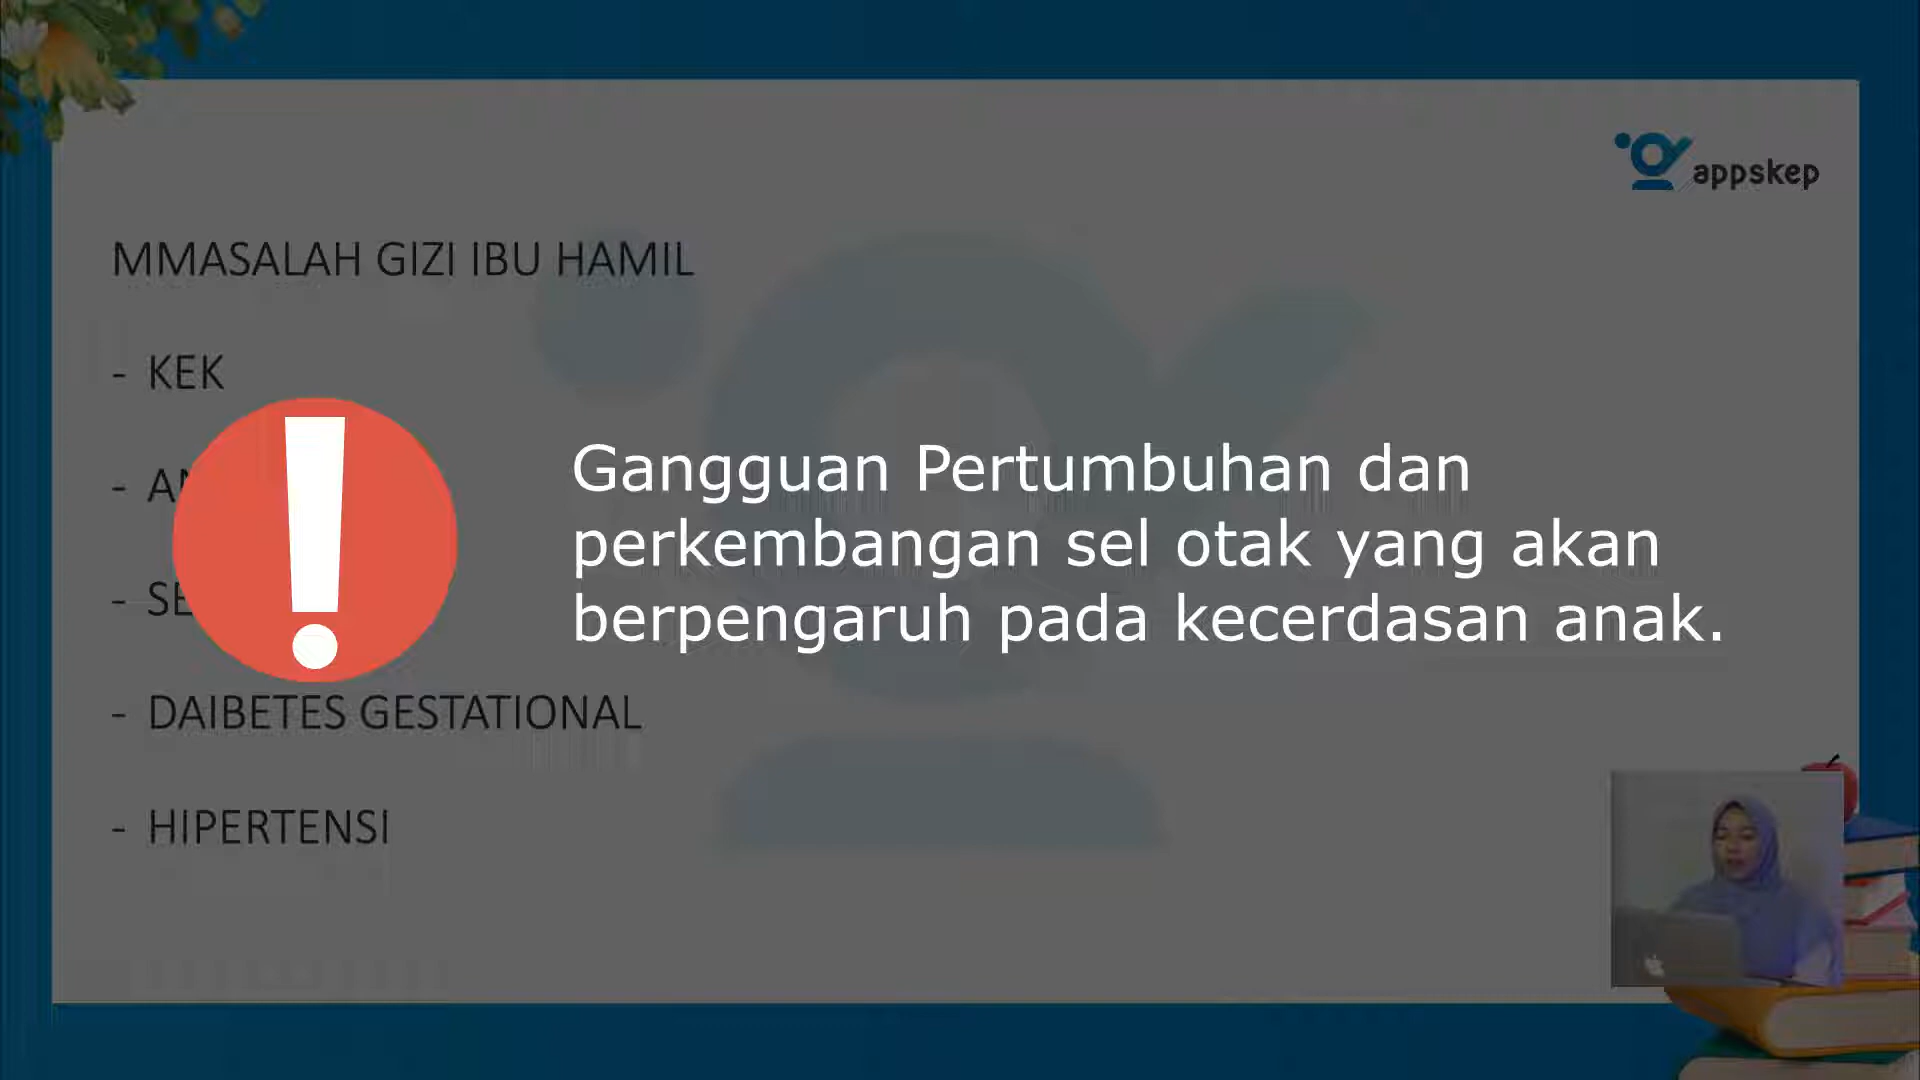 appskep
MMASALAH GIZI IBU HAMIL
- KEK
-
-
- DAIBETES GESTATIONAL
- HIPERTENSI
Gangguan Pertumbuhan dan
perkembangan sel otak yang akan
berpengaruh pada kecerdasan anak.